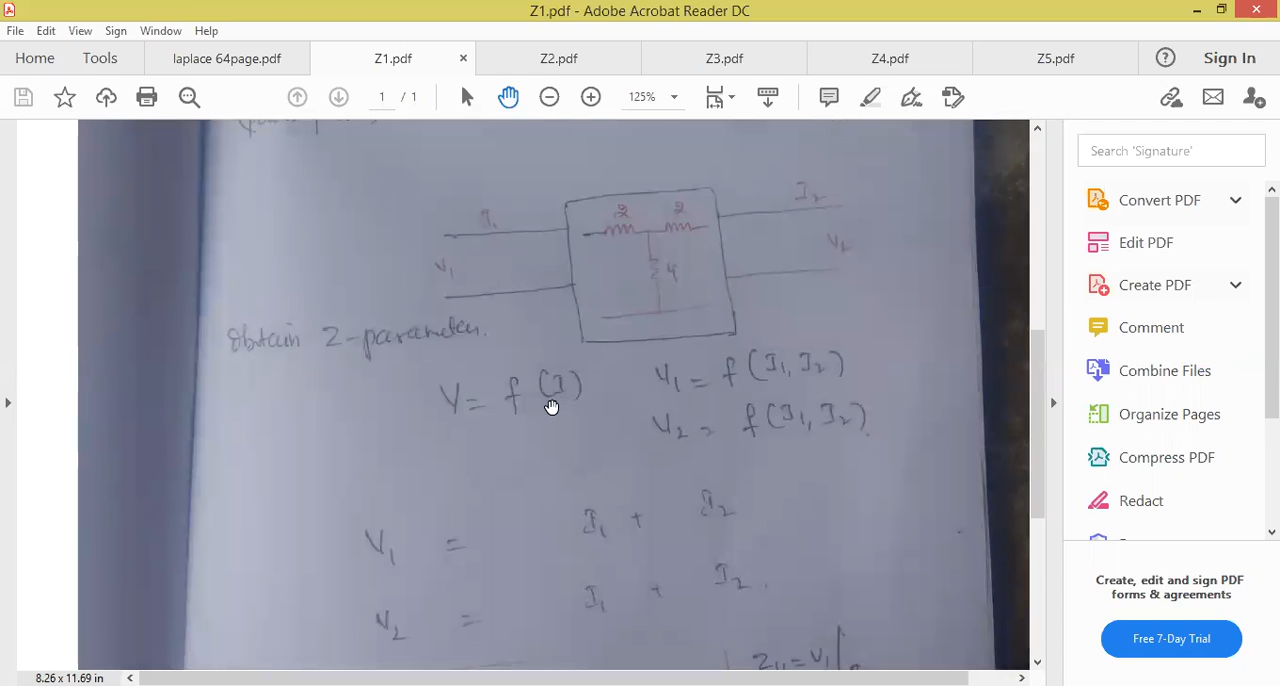 Z1.pdf - Adobe Acrobat Reader DC
File Edit View Sign Window Help
Home Tools laplace 64page.pdf Z1.pdf × Z2.pdf Z3.pdf Z4.pdf Z5.pdf Sign In
1 / 1 125%
Search 'Signature'
Convert PDF
Edit PDF
Create PDF
Comment
Combine Files
Organize Pages
Compress PDF
Redact
Create, edit and sign PDF
forms & agreements
Free 7-Day Trial
I1 2 2 I2
V1 4 V2
Obtain Z-parameter.
V = f (I) V1 = f (I1, I2)
V2 = f (I1, I2).
V1 = I1 + I2
V2 = I1 + I2.
Z11 = V1
8.26 x 11.69 in